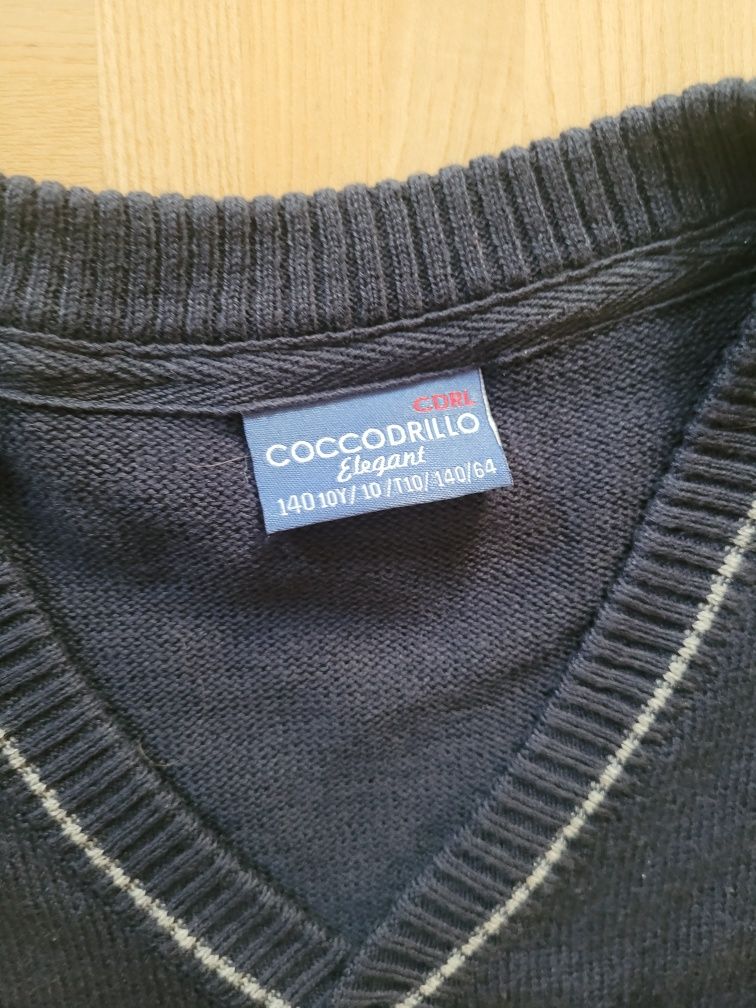 CDRL
COCCODRILLO
Elegant
140 10Y/ 10 /T10/ 140/64